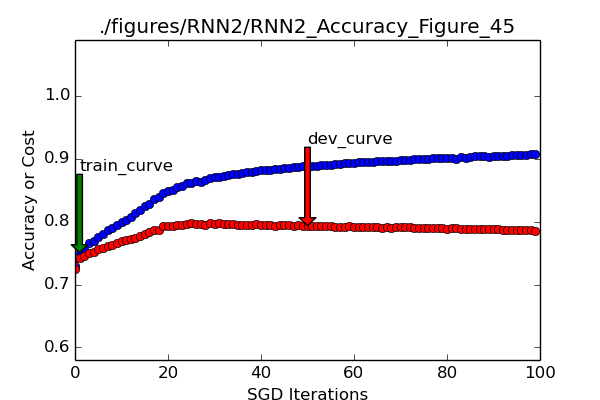 ./figures/RNN2/RNN2_Accuracy_Figure_45
1.0
0.9
0.8
0.7
0.6
Accuracy or Cost
train_curve
dev_curve
0 20 40 60 80 100
SGD Iterations